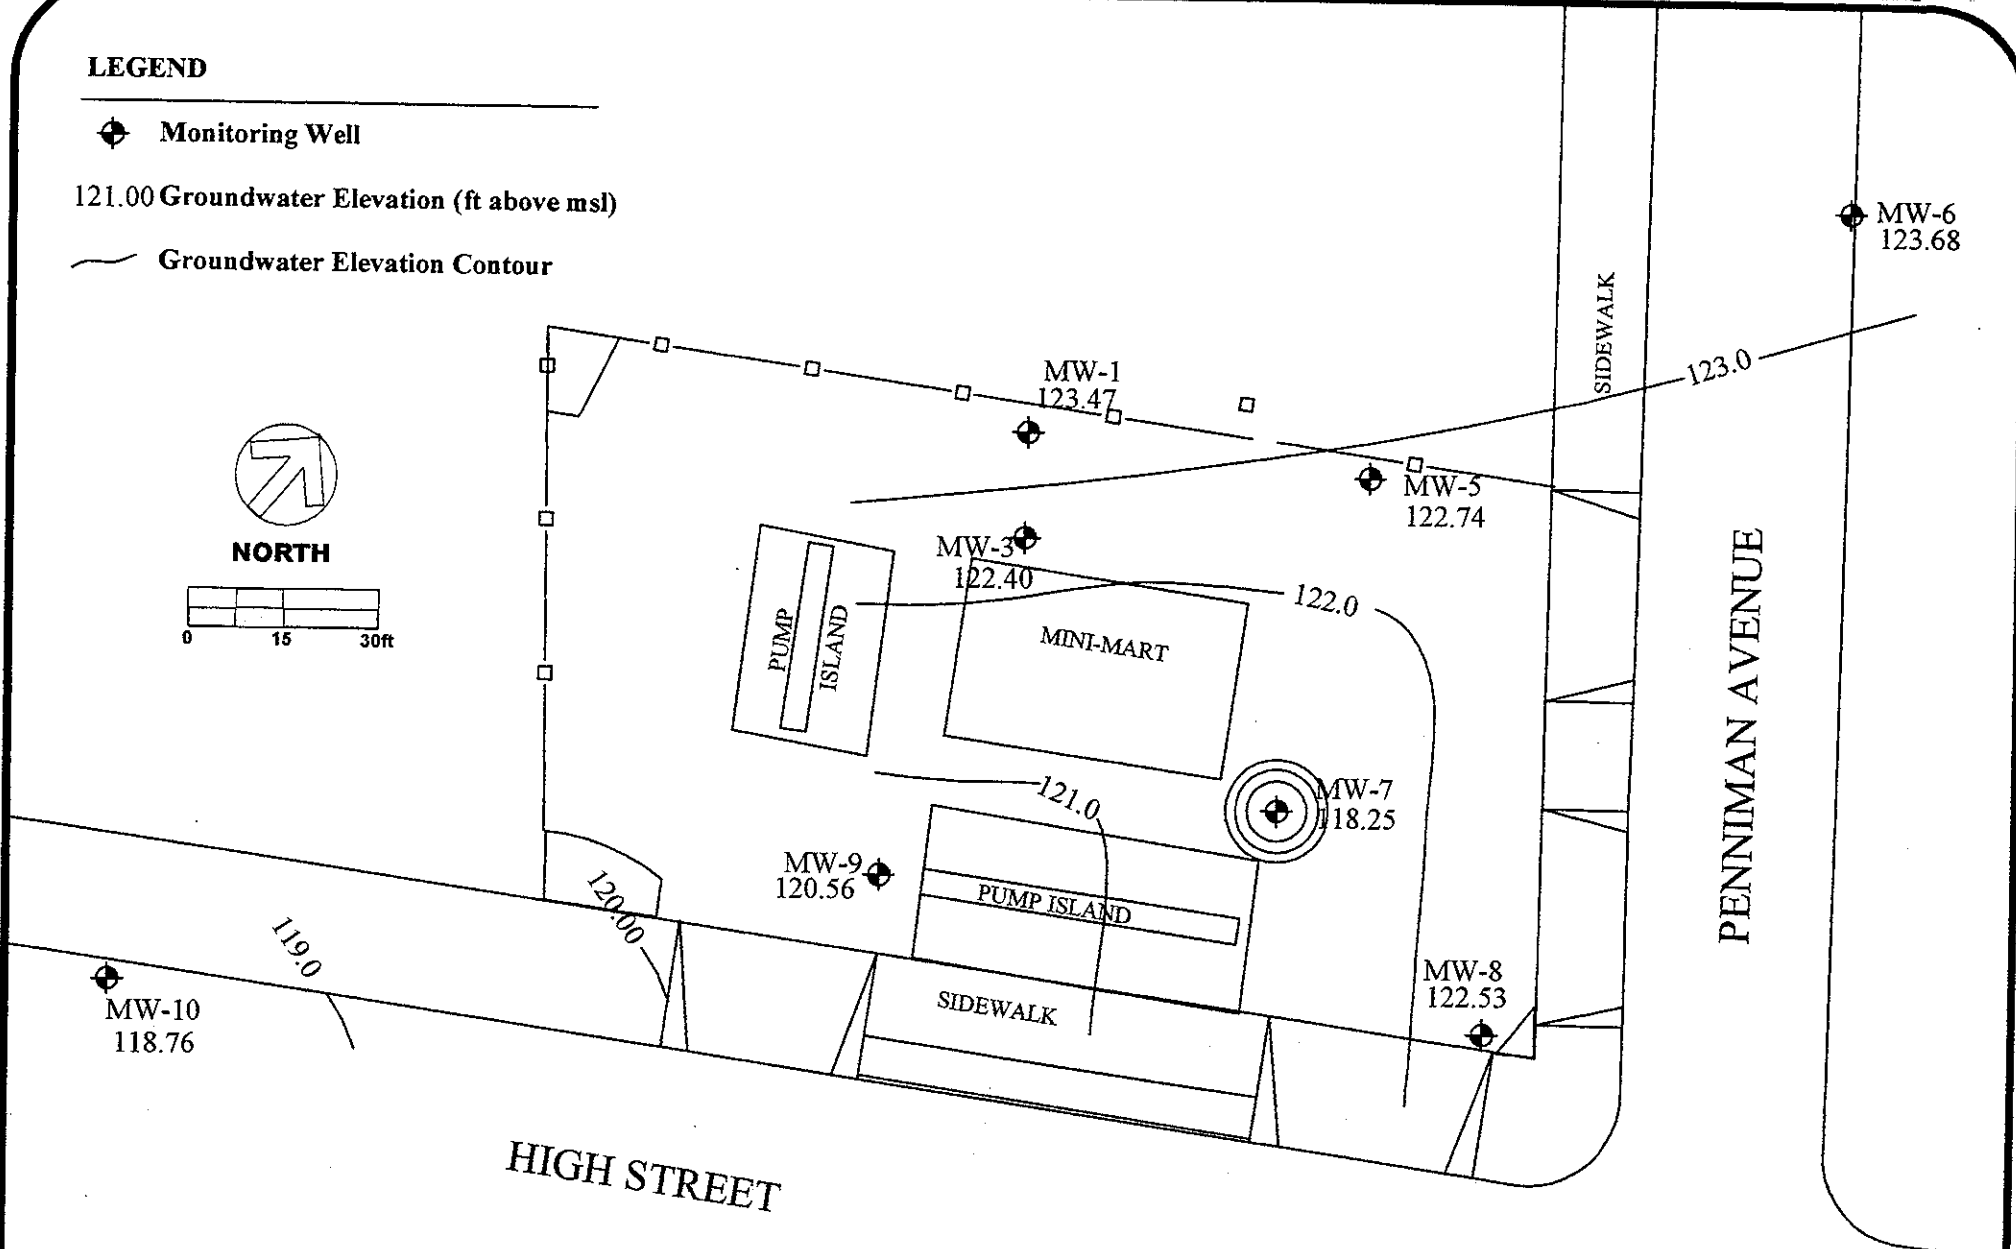 LEGEND
Monitoring Well
121.00 Groundwater Elevation (ft above msl)
Groundwater Elevation Contour
NORTH
0 15 30ft
MW-6
123.68
SIDEWALK
123.0
MW-1
123.47
MW-5
122.74
MW-3
122.40
122.0
PUMP
ISLAND
MINI-MART
PENNIMAN AVENUE
121.0
MW-7
118.25
MW-9
120.56
PUMP ISLAND
120.00
119.0
MW-10
118.76
SIDEWALK
MW-8
122.53
HIGH STREET